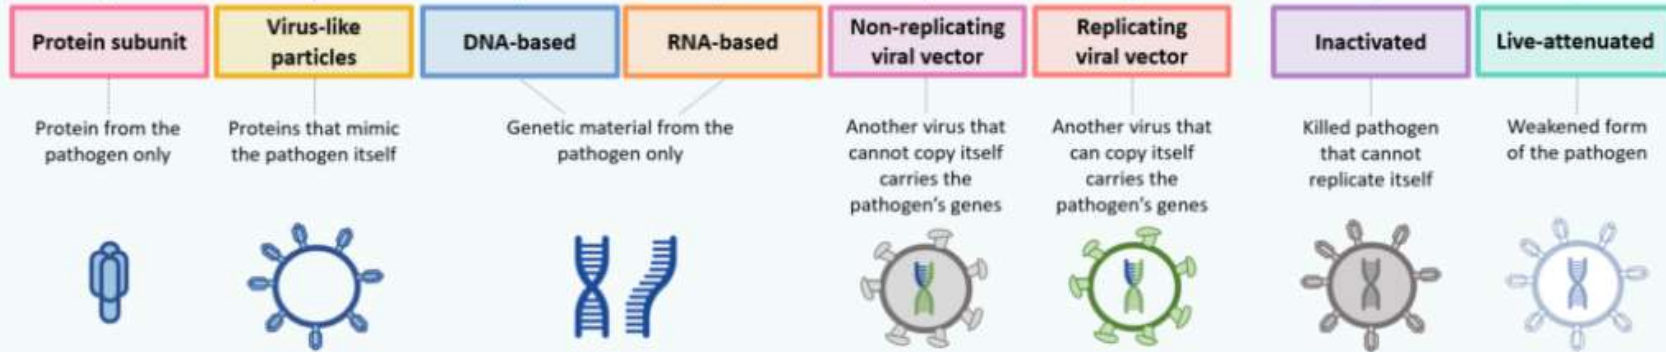 Protein subunit
Virus-like
particles
DNA-based
RNA-based
Non-replicating
viral vector
Replicating
viral vector
Inactivated
Live-attenuated
Protein from the
pathogen only
Proteins that mimic
the pathogen itself
Genetic material from the
pathogen only
Another virus that
cannot copy itself
carries the
pathogen's genes
Another virus that
can copy itself
carries the
pathogen's genes
Killed pathogen
that cannot
replicate itself
Weakened form
of the pathogen